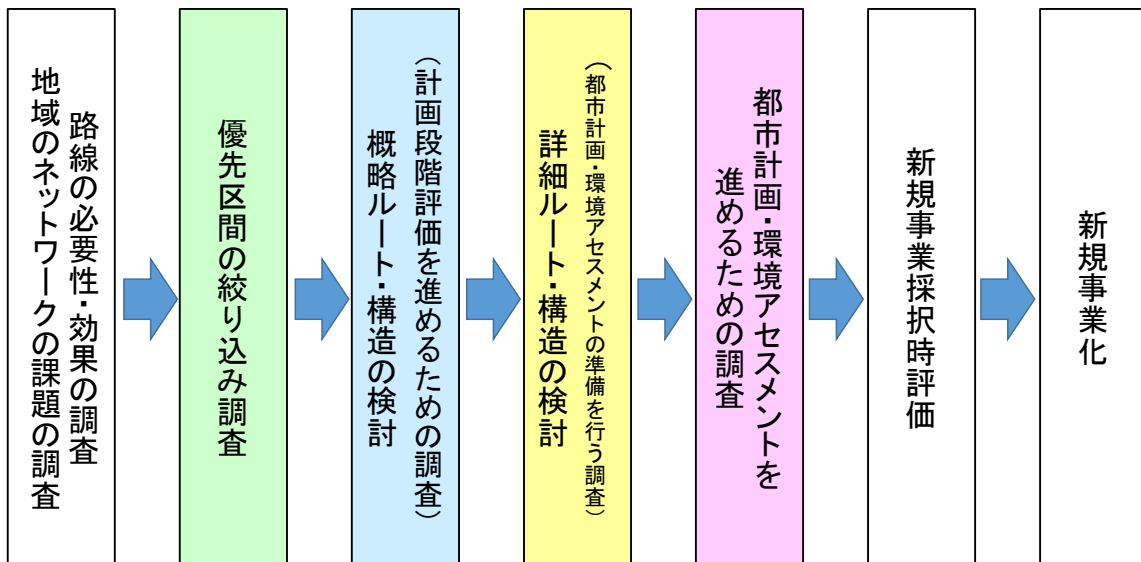 路線の必要性・効果の調査
地域のネットワークの課題の調査
優先区間の絞り込み調査
（計画段階評価を進めるための調査）
概略ルート・構造の検討
（都市計画・環境アセスメントの準備を行う調査）
詳細ルート・構造の検討
都市計画・環境アセスメントを
進めるための調査
新規事業採択時評価
新規事業化